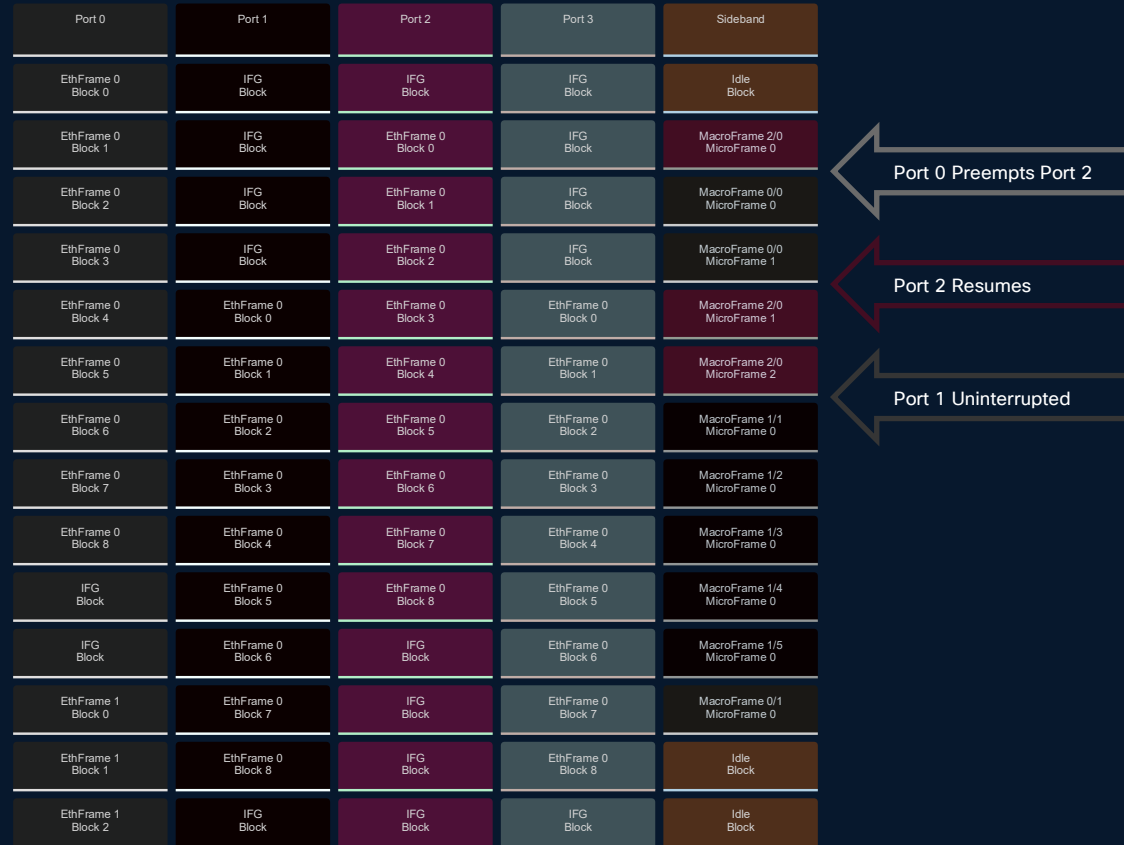 Port 0
Port 1
Port 2
Port 3
Sideband
EthFrame 0
Block 0
IFG
Block
IFG
Block
IFG
Block
Idle
Block
EthFrame 0
Block 1
IFG
Block
EthFrame 0
Block 0
IFG
Block
MacroFrame 2/0
MicroFrame 0
Port 0 Preempts Port 2
EthFrame 0
Block 2
IFG
Block
EthFrame 0
Block 1
IFG
Block
MacroFrame 0/0
MicroFrame 0
EthFrame 0
Block 3
IFG
Block
EthFrame 0
Block 2
IFG
Block
MacroFrame 0/0
MicroFrame 1
Port 2 Resumes
EthFrame 0
Block 4
EthFrame 0
Block 0
EthFrame 0
Block 3
EthFrame 0
Block 0
MacroFrame 2/0
MicroFrame 1
EthFrame 0
Block 5
EthFrame 0
Block 1
EthFrame 0
Block 4
EthFrame 0
Block 1
MacroFrame 2/0
MicroFrame 2
Port 1 Uninterrupted
EthFrame 0
Block 6
EthFrame 0
Block 2
EthFrame 0
Block 5
EthFrame 0
Block 2
MacroFrame 1/1
MicroFrame 0
EthFrame 0
Block 7
EthFrame 0
Block 3
EthFrame 0
Block 6
EthFrame 0
Block 3
MacroFrame 1/2
MicroFrame 0
EthFrame 0
Block 8
EthFrame 0
Block 4
EthFrame 0
Block 7
EthFrame 0
Block 4
MacroFrame 1/3
MicroFrame 0
IFG
Block
EthFrame 0
Block 5
EthFrame 0
Block 8
EthFrame 0
Block 5
MacroFrame 1/4
MicroFrame 0
IFG
Block
EthFrame 0
Block 6
IFG
Block
EthFrame 0
Block 6
MacroFrame 1/5
MicroFrame 0
EthFrame 1
Block 0
EthFrame 0
Block 7
IFG
Block
EthFrame 0
Block 7
MacroFrame 0/1
MicroFrame 0
EthFrame 1
Block 1
EthFrame 0
Block 8
IFG
Block
EthFrame 0
Block 8
Idle
Block
EthFrame 1
Block 2
IFG
Block
IFG
Block
IFG
Block
Idle
Block